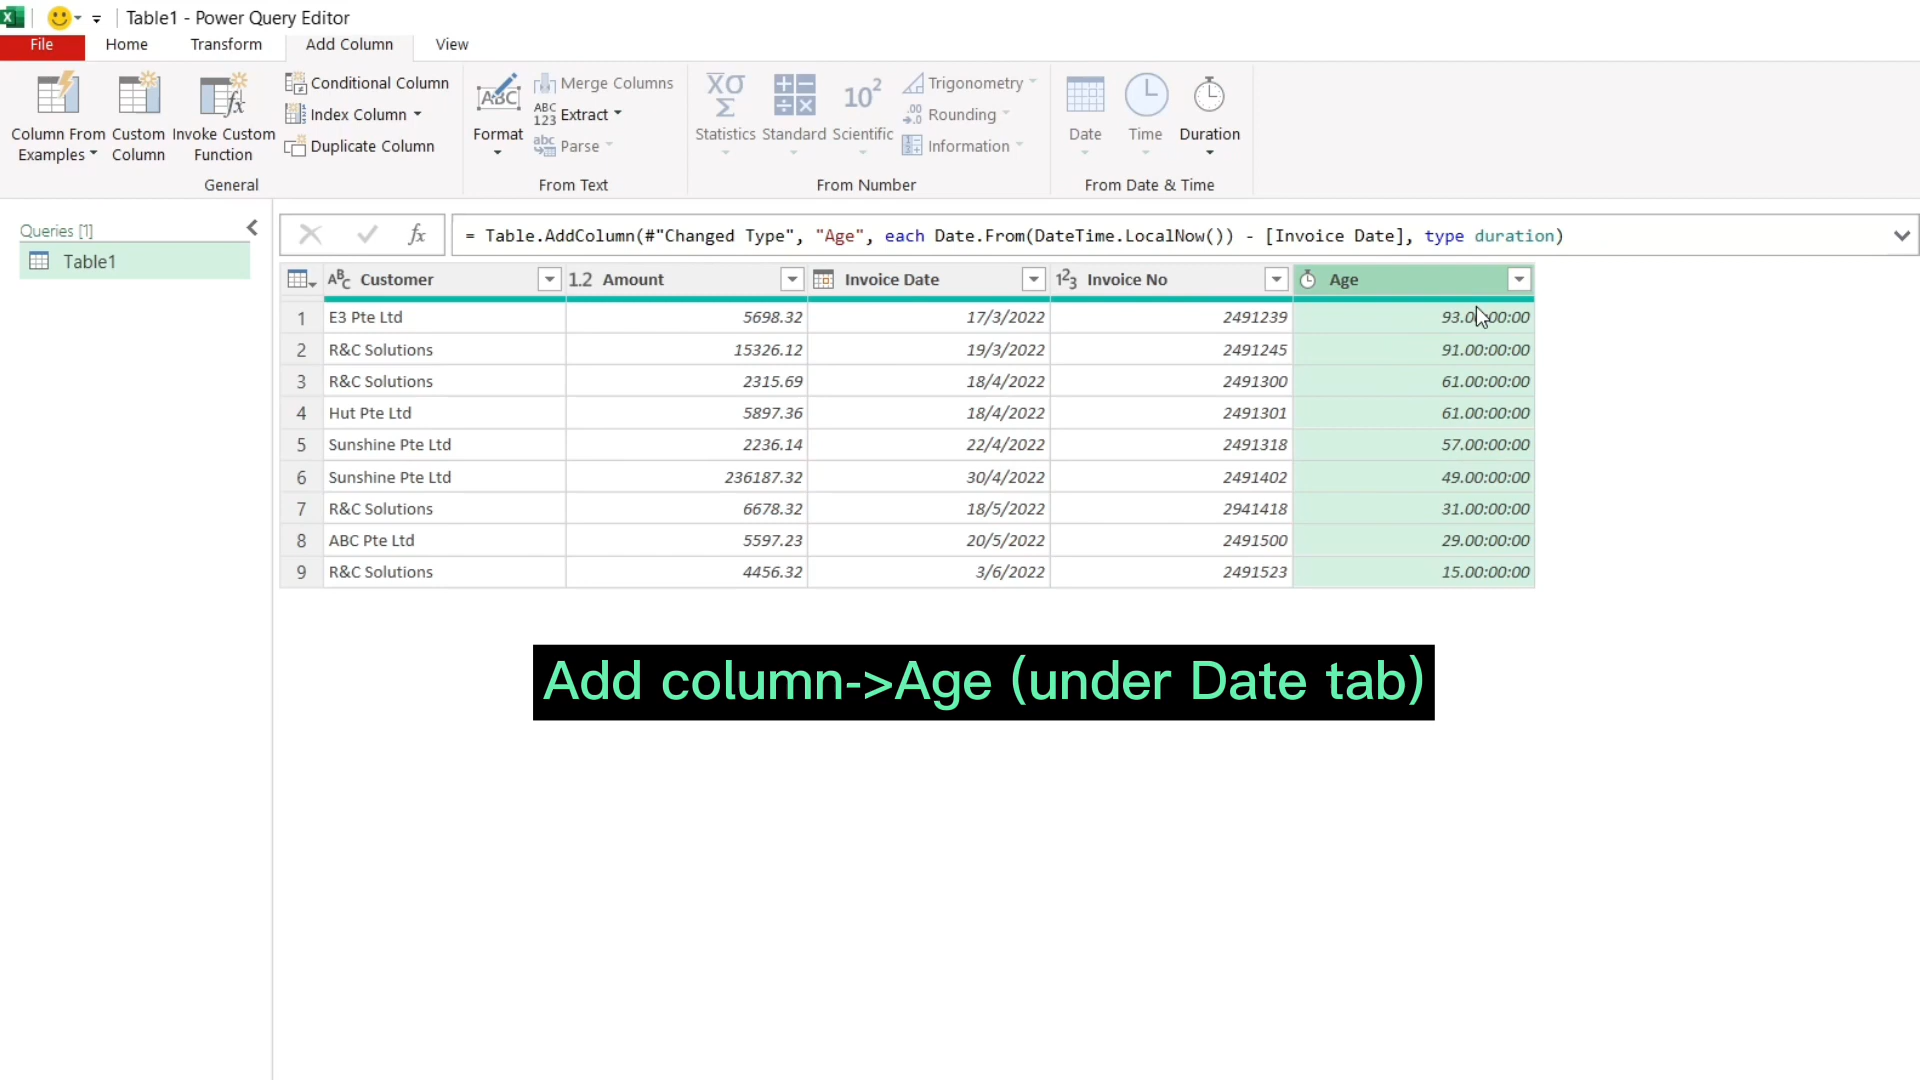 Table1 - Power Query Editor
File Home Transform Add Column View
Column From Examples
Custom Column
Invoke Custom Function
Conditional Column
Index Column
Duplicate Column
General
Format
Merge Columns
Extract
Parse
From Text
Statistics
Standard
Scientific
Trigonometry
Rounding
Information
From Number
Date
Time
Duration
From Date & Time
Queries [1]
Table1
fx = Table.AddColumn(#"Changed Type", "Age", each Date.From(DateTime.LocalNow()) - [Invoice Date], type duration)
Customer 1.2 Amount Invoice Date Invoice No Age
1 E3 Pte Ltd 5698.32 17/3/2022 2491239
2 R&C Solutions 15326.12 19/3/2022 2491245 91.00:00:00
3 R&C Solutions 2315.69 18/4/2022 2491300 61.00:00:00
4 Hut Pte Ltd 5897.36 18/4/2022 2491301 61.00:00:00
5 Sunshine Pte Ltd 2236.14 22/4/2022 2491318 57.00:00:00
6 Sunshine Pte Ltd 236187.32 30/4/2022 2491402 49.00:00:00
7 R&C Solutions 6678.32 18/5/2022 2941418 31.00:00:00
8 ABC Pte Ltd 5597.23 20/5/2022 2491500 29.00:00:00
9 R&C Solutions 4456.32 3/6/2022 2491523 15.00:00:00
Add column->Age (under Date tab)